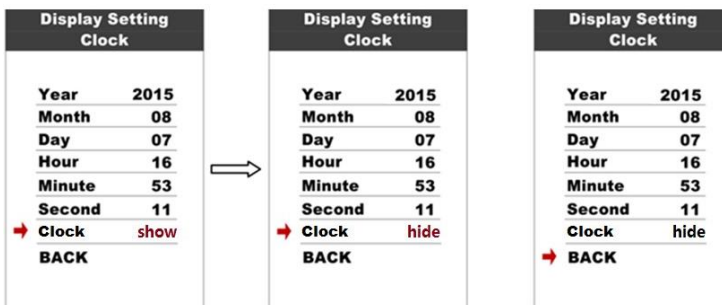 Display Setting
Clock
Year 2015
Month 08
Day 07
Hour 16
Minute 53
Second 11
Clock show
BACK
Display Setting
Clock
Year 2015
Month 08
Day 07
Hour 16
Minute 53
Second 11
Clock hide
BACK
Display Setting
Clock
Year 2015
Month 08
Day 07
Hour 16
Minute 53
Second 11
Clock hide
BACK